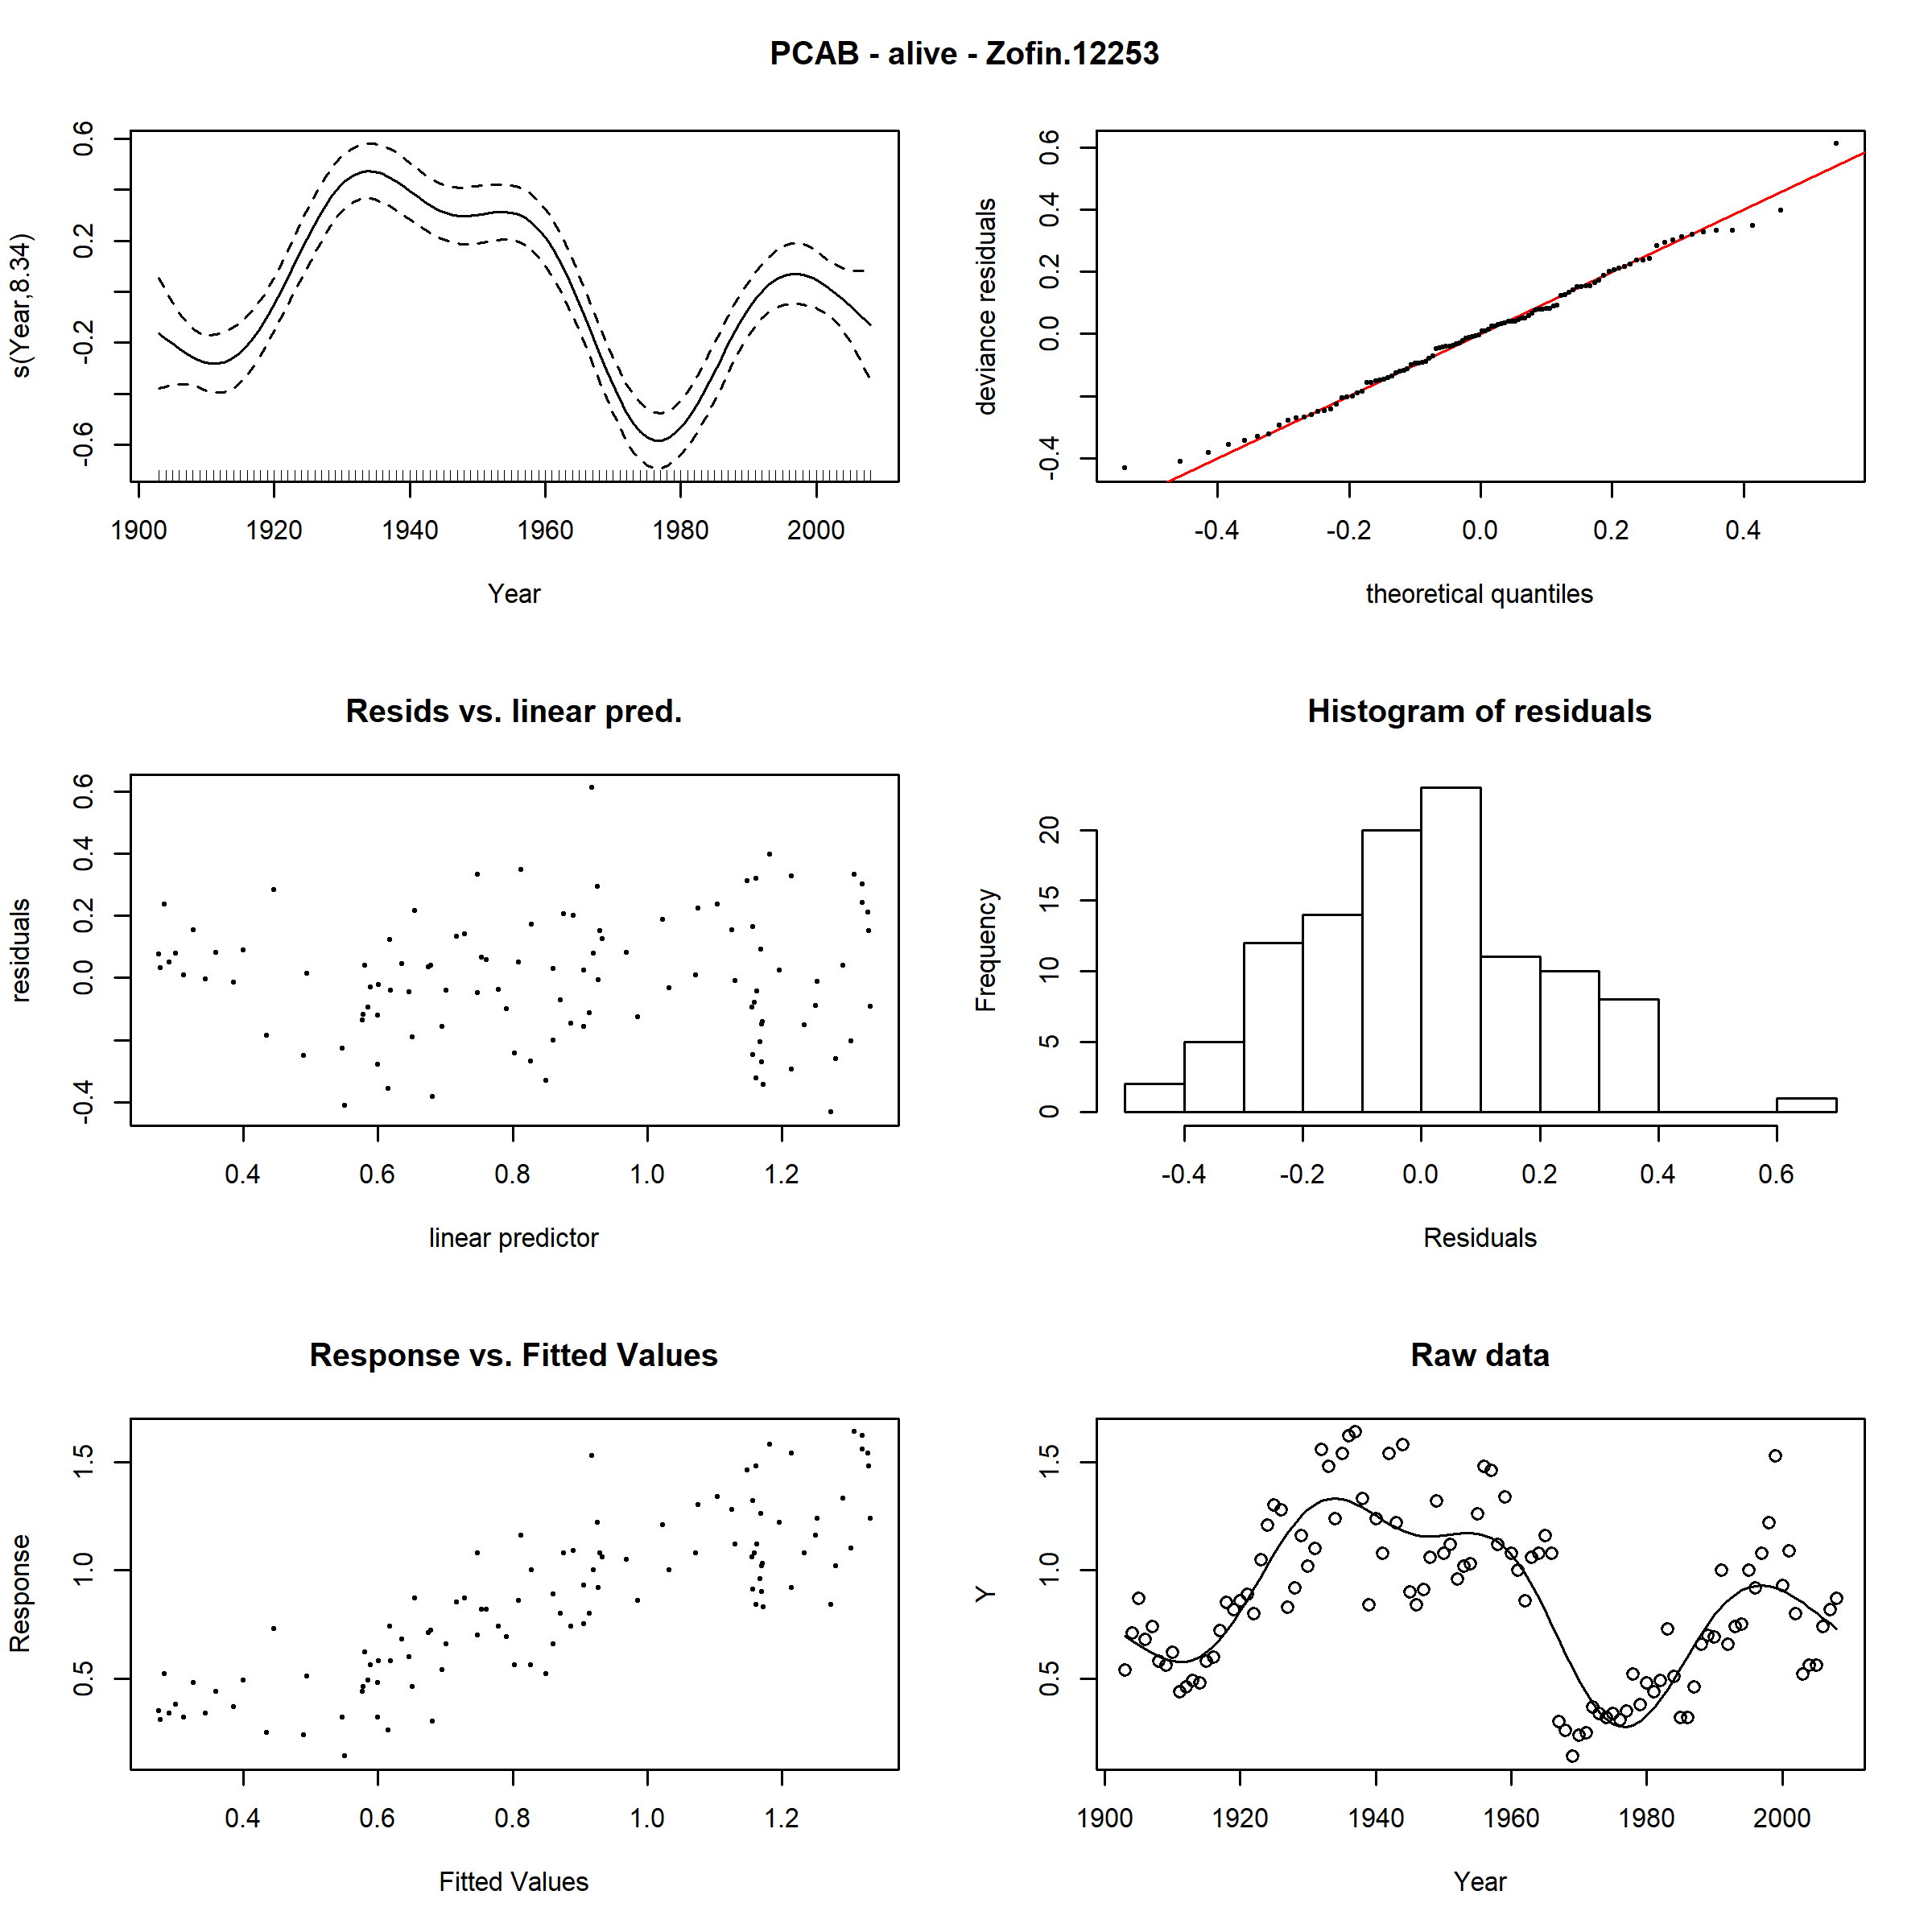 PCAB - alive - Zofin.12253
s(Year,8.34)
0.6
0.2
-0.2
-0.6
1900 1920 1940 1960 1980 2000
Year
deviance residuals
0.6
0.4
0.2
0.0
-0.4
-0.4 -0.2 0.0 0.2 0.4
theoretical quantiles
Resids vs. linear pred.
residuals
0.6
0.4
0.2
0.0
-0.4
0.4 0.6 0.8 1.0 1.2
linear predictor
Histogram of residuals
Frequency
20
15
10
5
0
-0.4 -0.2 0.0 0.2 0.4 0.6
Residuals
Response vs. Fitted Values
Response
1.5
1.0
0.5
0.4 0.6 0.8 1.0 1.2
Fitted Values
Raw data
Y
1.5
1.0
0.5
1900 1920 1940 1960 1980 2000
Year